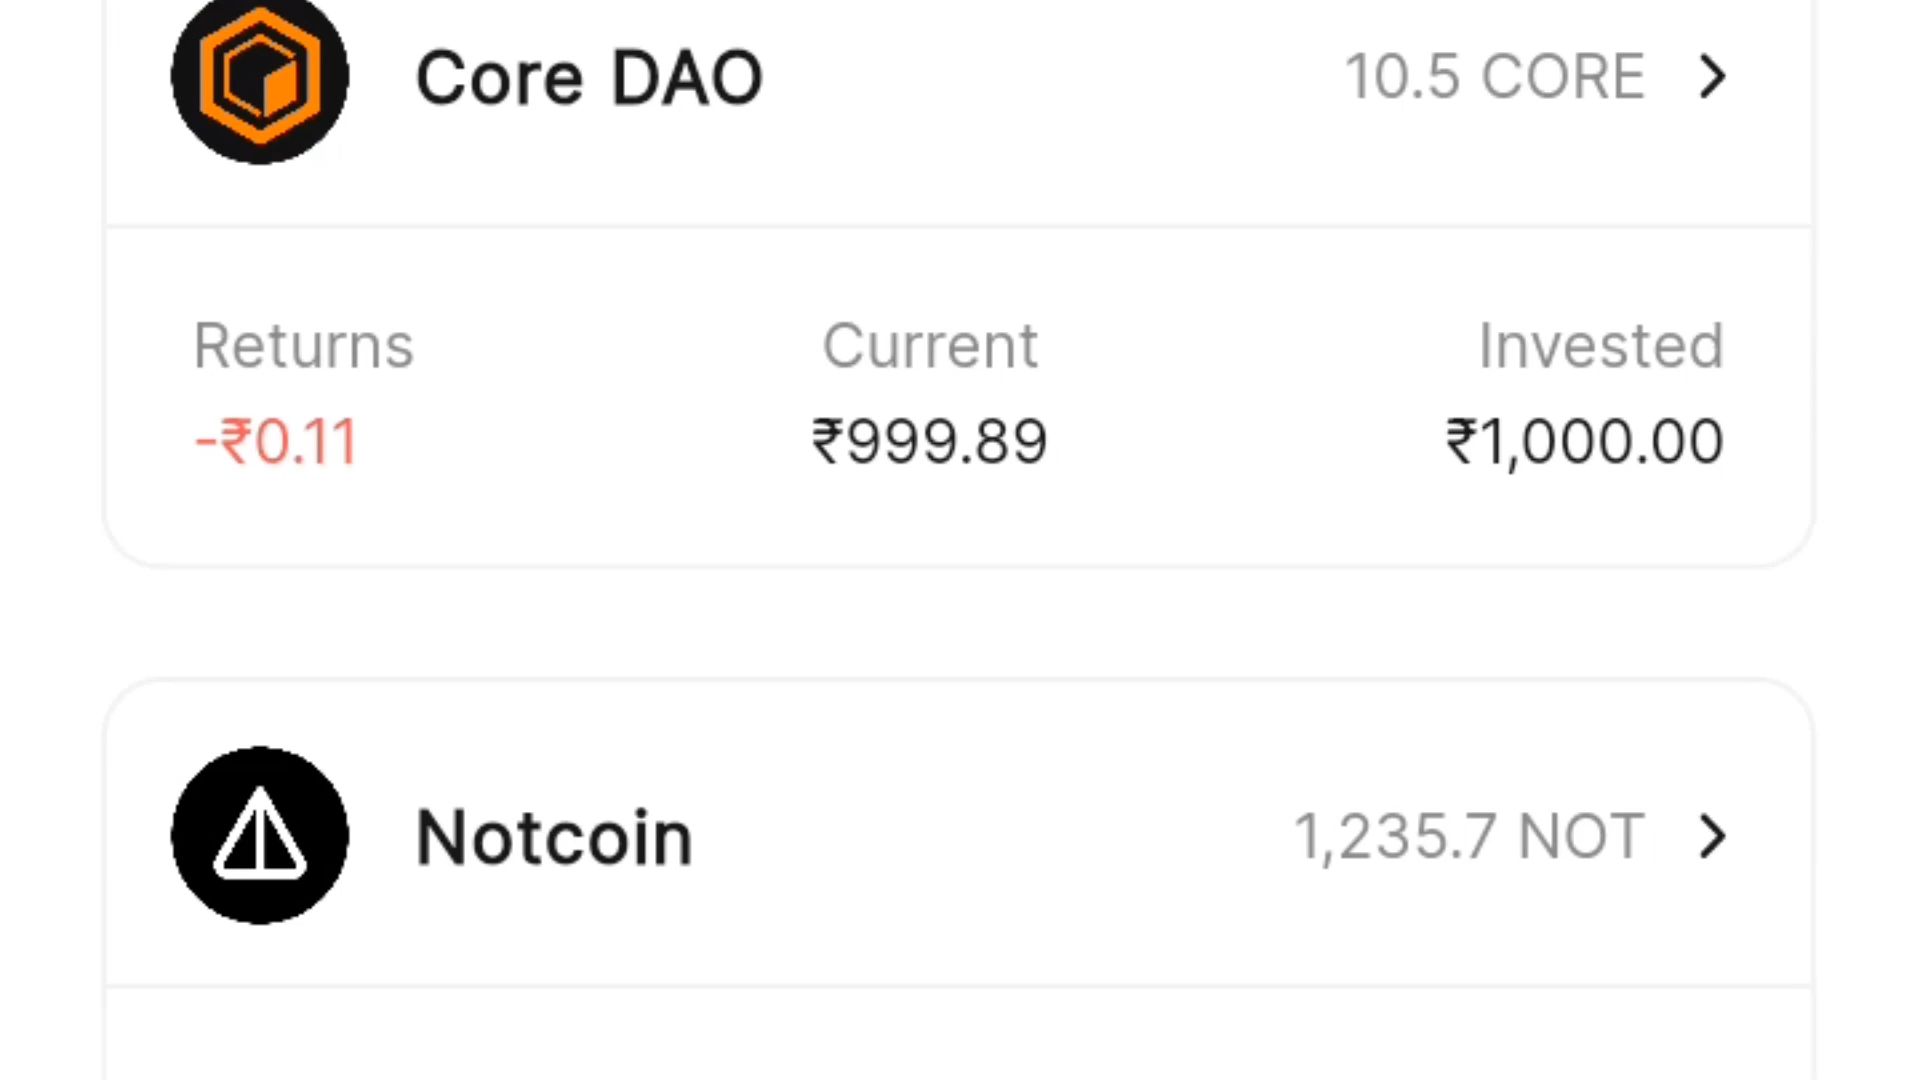 Core DAO 10.5 CORE
Returns Current Invested
-₹0.11 ₹999.89 ₹1,000.00
Notcoin 1,235.7 NOT